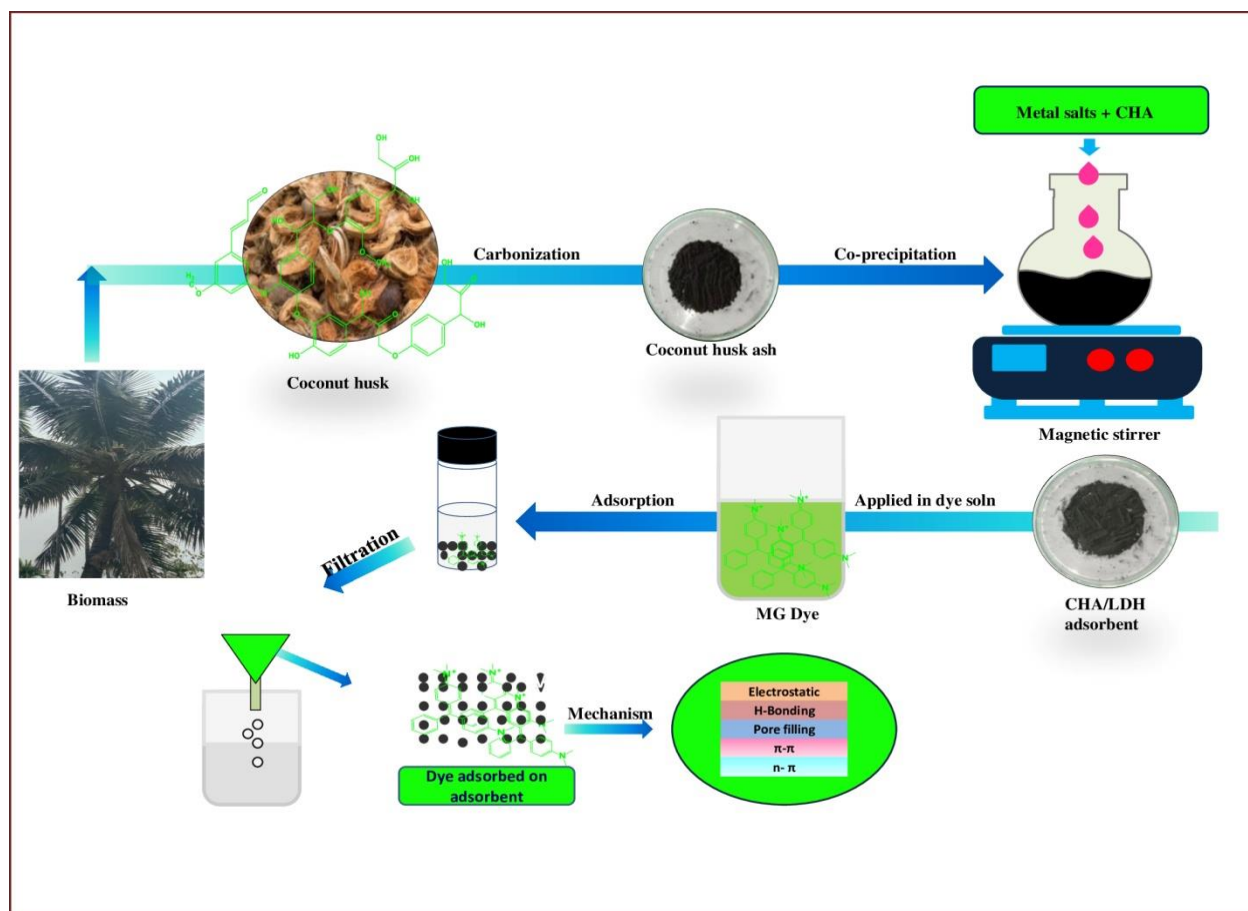 Metal salts + CHA
Carbonization
Co-precipitation
Coconut husk
Coconut husk ash
Magnetic stirrer
Biomass
Adsorption
Applied in dye soln
MG Dye
CHA/LDH
adsorbent
Filtration
Dye adsorbed on
adsorbent
Mechanism
Electrostatic
H-Bonding
Pore filling
π-π
n- π